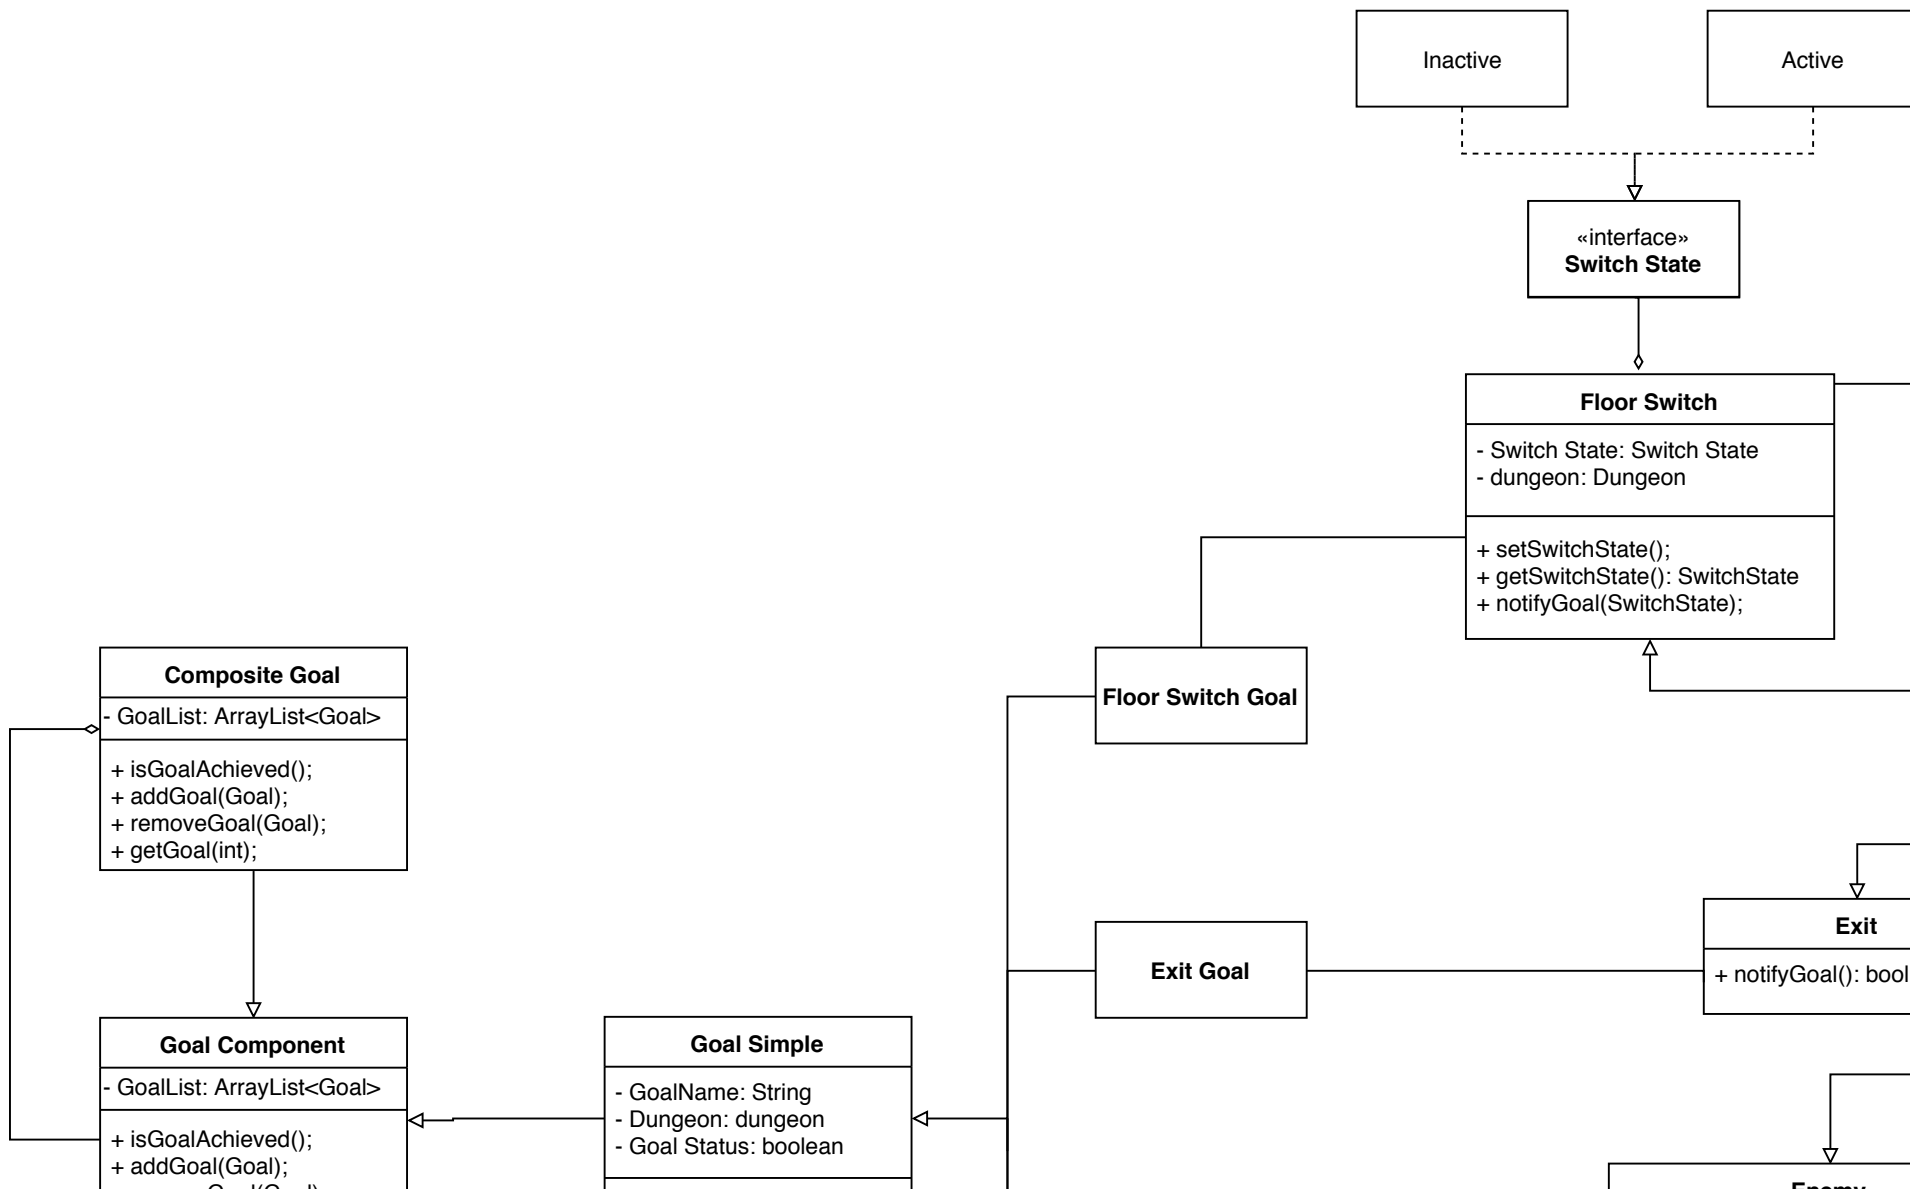 Inactive
Active
«interface»
Switch State
Floor Switch
- Switch State: Switch State
- dungeon: Dungeon
+ setSwitchState();
+ getSwitchState(): SwitchState
+ notifyGoal(SwitchState);
Composite Goal
- GoalList: ArrayList<Goal>
+ isGoalAchieved();
+ addGoal(Goal);
+ removeGoal(Goal);
+ getGoal(int);
Floor Switch Goal
Exit Goal
Exit
+ notifyGoal(): bool
Goal Component
- GoalList: ArrayList<Goal>
+ isGoalAchieved();
+ addGoal(Goal);
Goal Simple
- GoalName: String
- Dungeon: dungeon
- Goal Status: boolean
Enemy